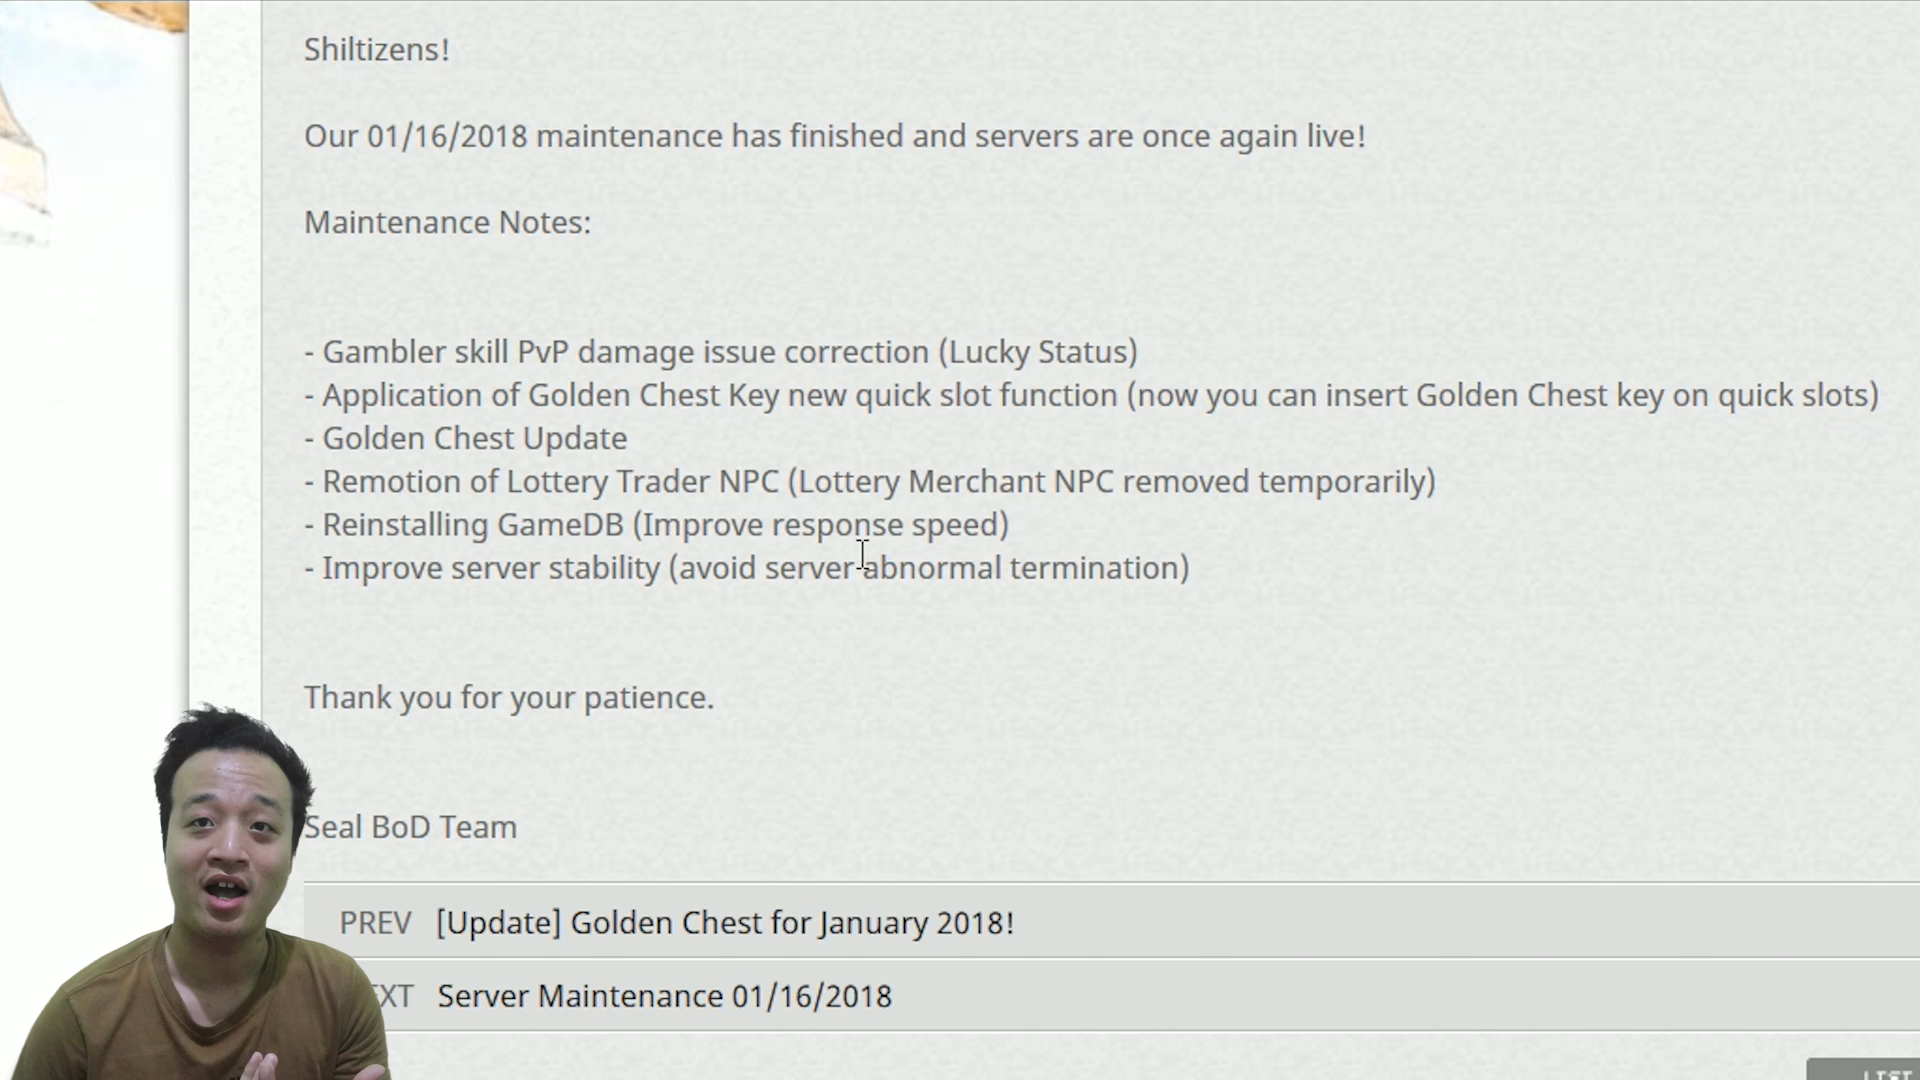 Shiltizens!
Our 01/16/2018 maintenance has finished and servers are once again live!
Maintenance Notes:
- Gambler skill PvP damage issue correction (Lucky Status)
- Application of Golden Chest Key new quick slot function (now you can insert Golden Chest key on quick slots)
- Golden Chest Update
- Remotion of Lottery Trader NPC (Lottery Merchant NPC removed temporarily)
- Reinstalling GameDB (Improve response speed)
- Improve server stability (avoid server abnormal termination)
Thank you for your patience.
Seal BoD Team
PREV [Update] Golden Chest for January 2018!
Server Maintenance 01/16/2018